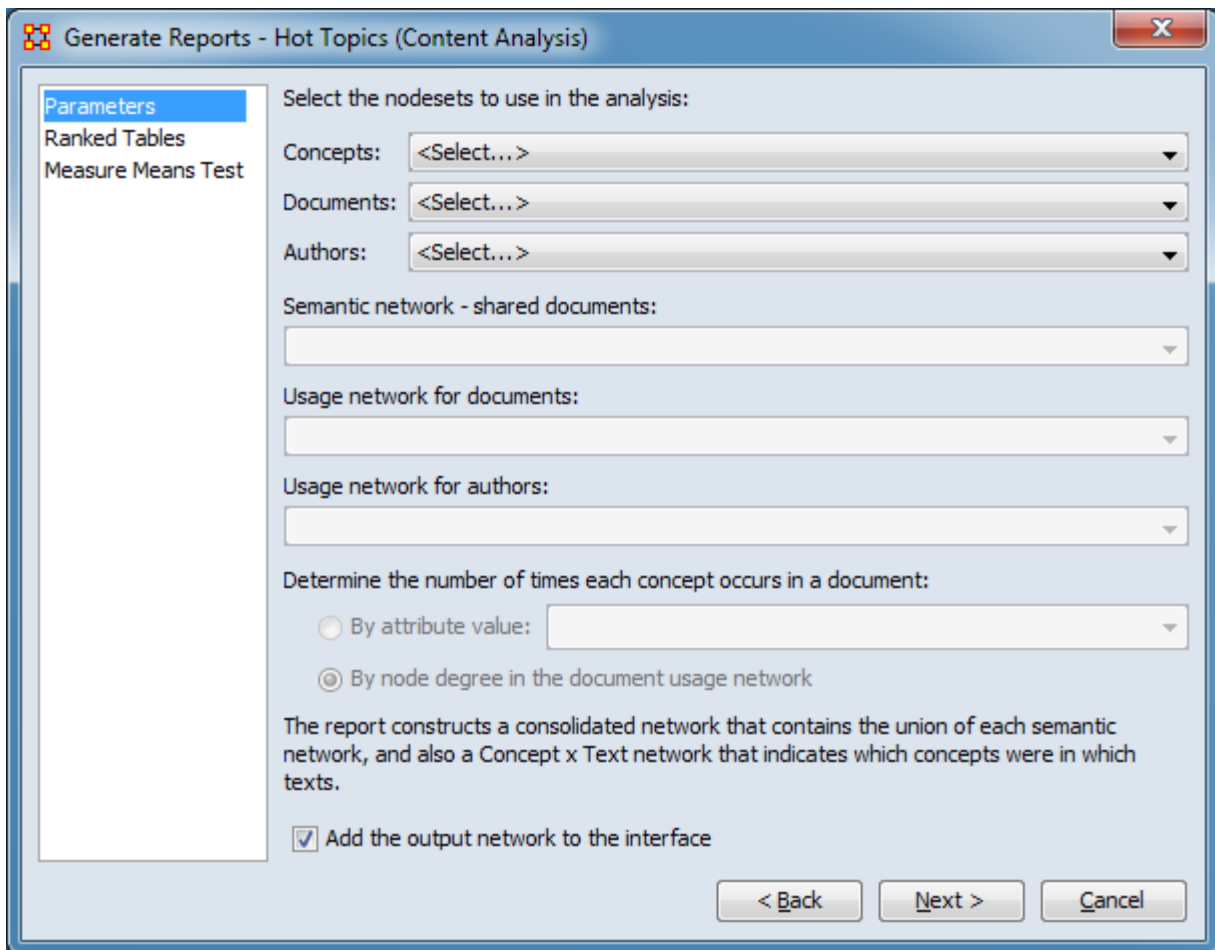 Generate Reports - Hot Topics (Content Analysis)
Parameters
Ranked Tables
Measure Means Test
Select the nodesets to use in the analysis:
Concepts: <Select...>
Documents: <Select...>
Authors: <Select...>
Semantic network - shared documents:
Usage network for documents:
Usage network for authors:
Determine the number of times each concept occurs in a document:
By attribute value:
By node degree in the document usage network
The report constructs a consolidated network that contains the union of each semantic
network, and also a Concept x Text network that indicates which concepts were in which
texts.
Add the output network to the interface
< Back Next > Cancel